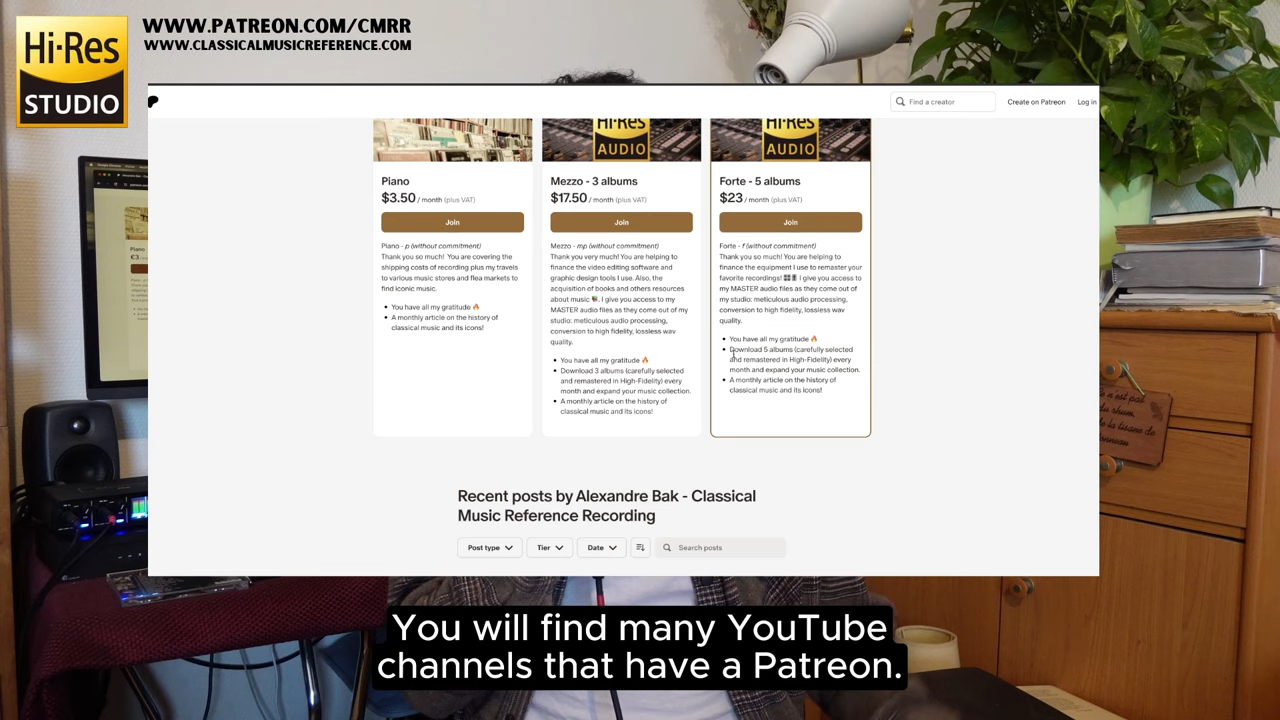 Hi-Res
STUDIO
WWW.PATREON.COM/CMRR
WWW.CLASSICALMUSICREFERENCE.COM
Find a creator
Create on Patreon
Log in
Piano
$3.50 / month (plus VAT)
Join
Piano - p (without commitment)
Thank you so much! You are covering the
shipping costs of recording plus my travels
to various music stores and flea markets to
find iconic music.
You have all my gratitude 🔥
A monthly article on the history of
classical music and its icons!
Hi-Res
AUDIO
Mezzo - 3 albums
$17.50 / month (plus VAT)
Join
Mezzo - mp (without commitment)
Thank you very much! You are helping to
finance the video editing software and
graphic design tools I use. Also, the
acquisition of books and others resources
about music. I give you access to my
MASTER audio files as they come out of my
studio: meticulous audio processing,
conversion to high fidelity, lossless wav
quality.
You have all my gratitude 🔥
Download 3 albums (carefully selected
and remastered in High-Fidelity) every
month and expand your music collection.
A monthly article on the history of
classical music and its icons!
Hi-Res
AUDIO
Forte - 5 albums
$23 / month (plus VAT)
Join
Forte - f (without commitment)
Thank you so much! You are helping to
finance the equipment I use to remaster your
favorite recordings! 🎛🎚 I give you access to
my MASTER audio files as they come out of
my studio: meticulous audio processing,
conversion to high fidelity, lossless wav
quality.
You have all my gratitude 🔥
Download 5 albums (carefully selected
and remastered in High-Fidelity) every
month and expand your music collection.
A monthly article on the history of
classical music and its icons!
Recent posts by Alexandre Bak - Classical
Music Reference Recording
Post type
Tier
Date
Search posts
You will find many YouTube
channels that have a Patreon.